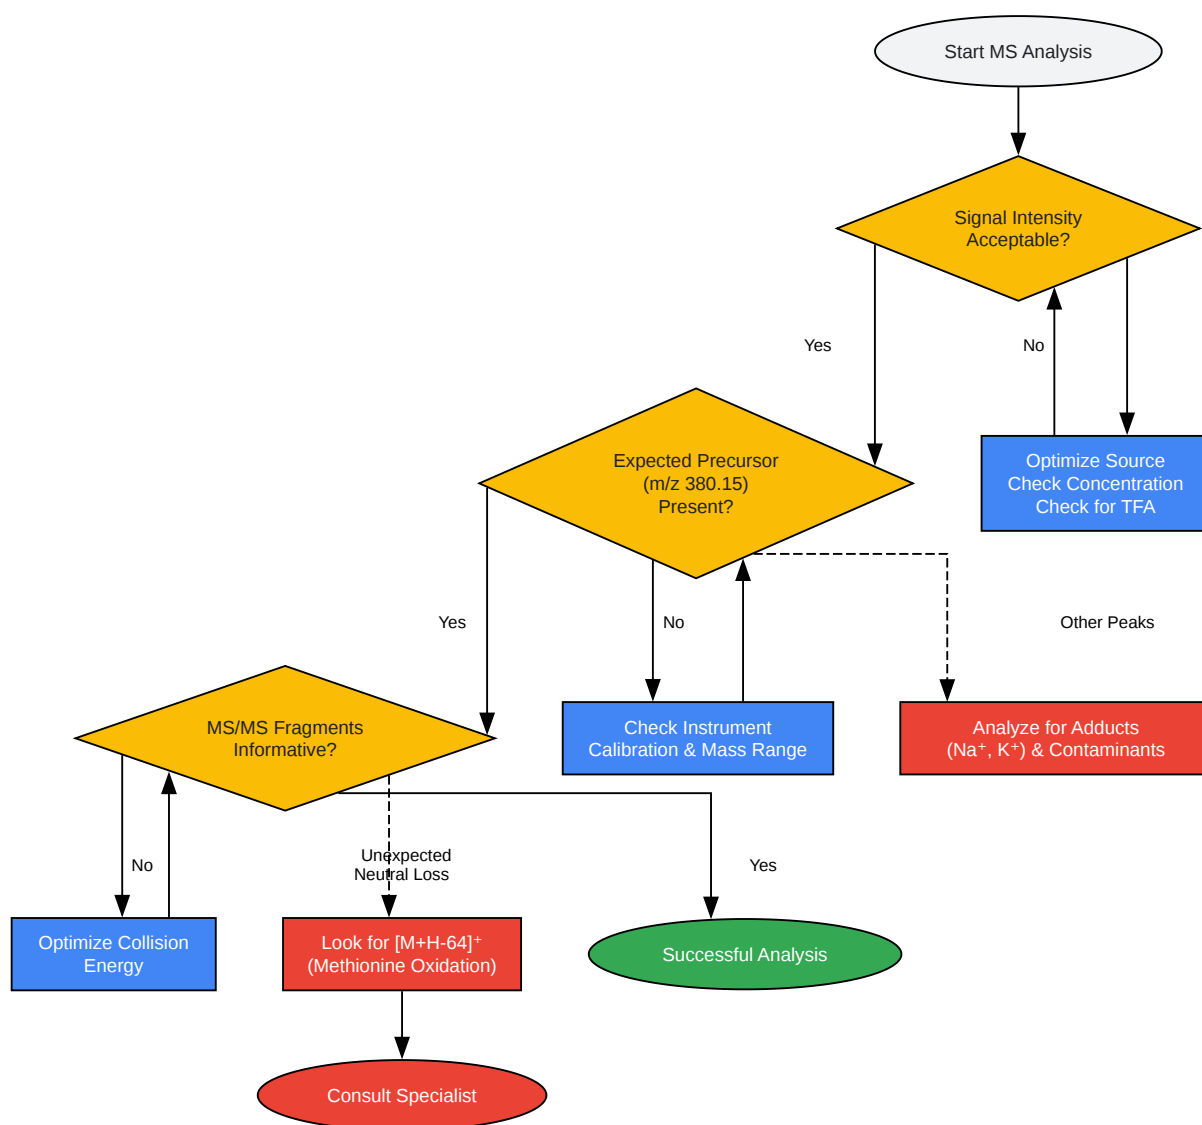 Start MS Analysis
Signal Intensity
Acceptable?
Yes
No
Expected Precursor
(m/z 380.15)
Present?
Optimize Source
Check Concentration
Check for TFA
Yes
No
Other Peaks
MS/MS Fragments
Informative?
Check Instrument
Calibration & Mass Range
Analyze for Adducts
(Na⁺, K⁺) & Contaminants
No
Unexpected
Neutral Loss
Yes
Optimize Collision
Energy
Look for [M+H-64]⁺
(Methionine Oxidation)
Successful Analysis
Consult Specialist